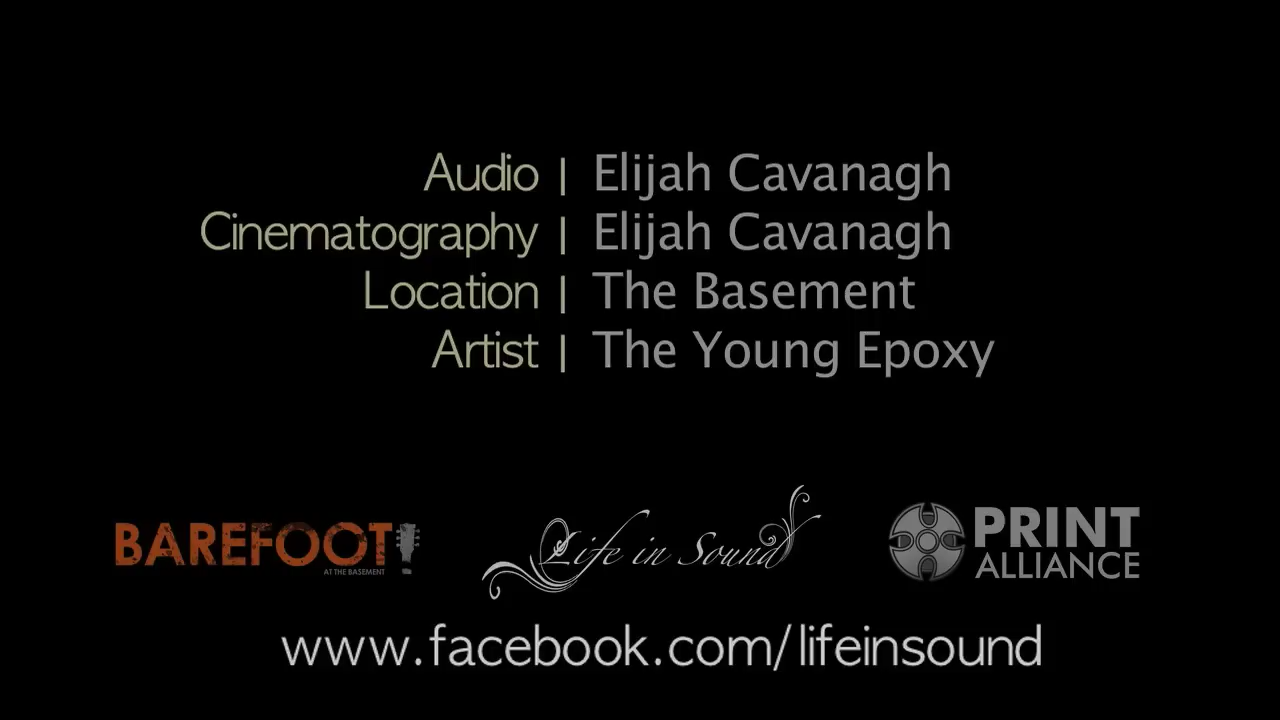 Audio | Elijah Cavanagh
Cinematography | Elijah Cavanagh
Location | The Basement
Artist | The Young Epoxy
BAREFOOT
AT THE BASEMENT
Life in Sound
PRINT
ALLIANCE
www.facebook.com/lifeinsound